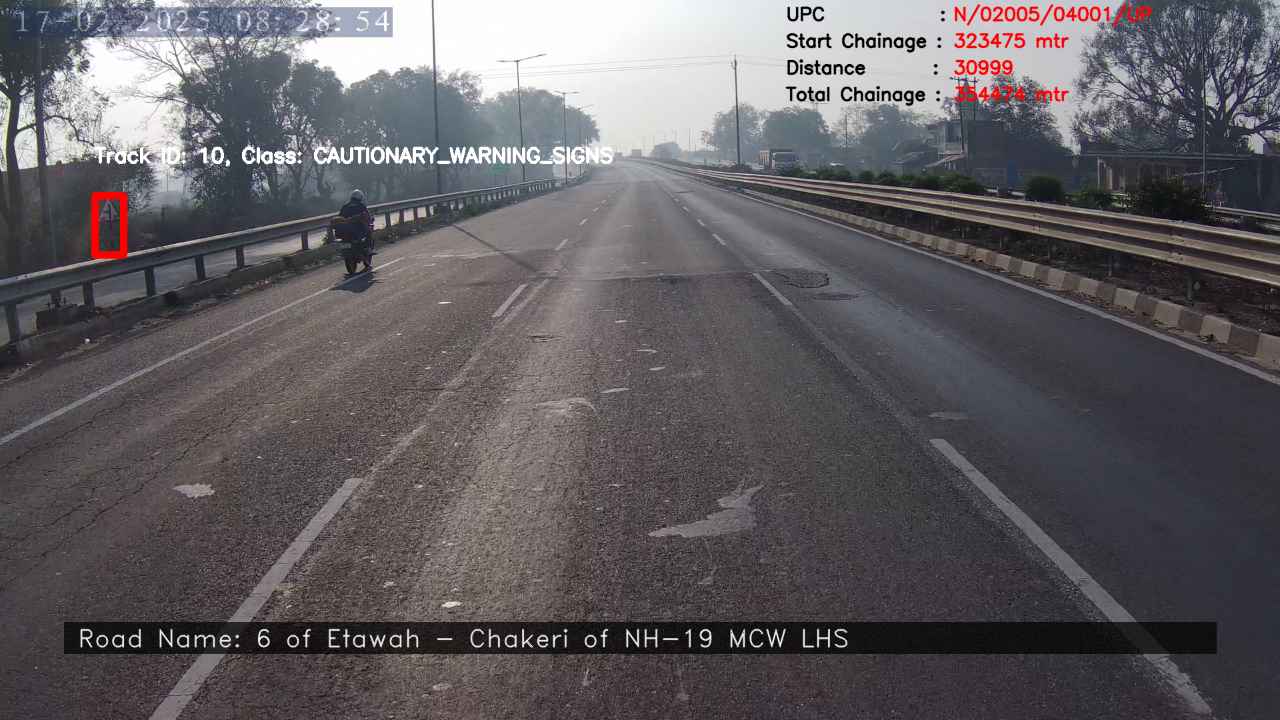 17-02-2025 08:28:54
UPC : N/02005/04001/UP
Start Chainage : 323475 mtr
Distance : 30999
Total Chainage : 354474 mtr
Track ID: 10, Class: CAUTIONARY_WARNING_SIGNS
Road Name: 6 of Etawah - Chakeri of NH-19 MCW LHS